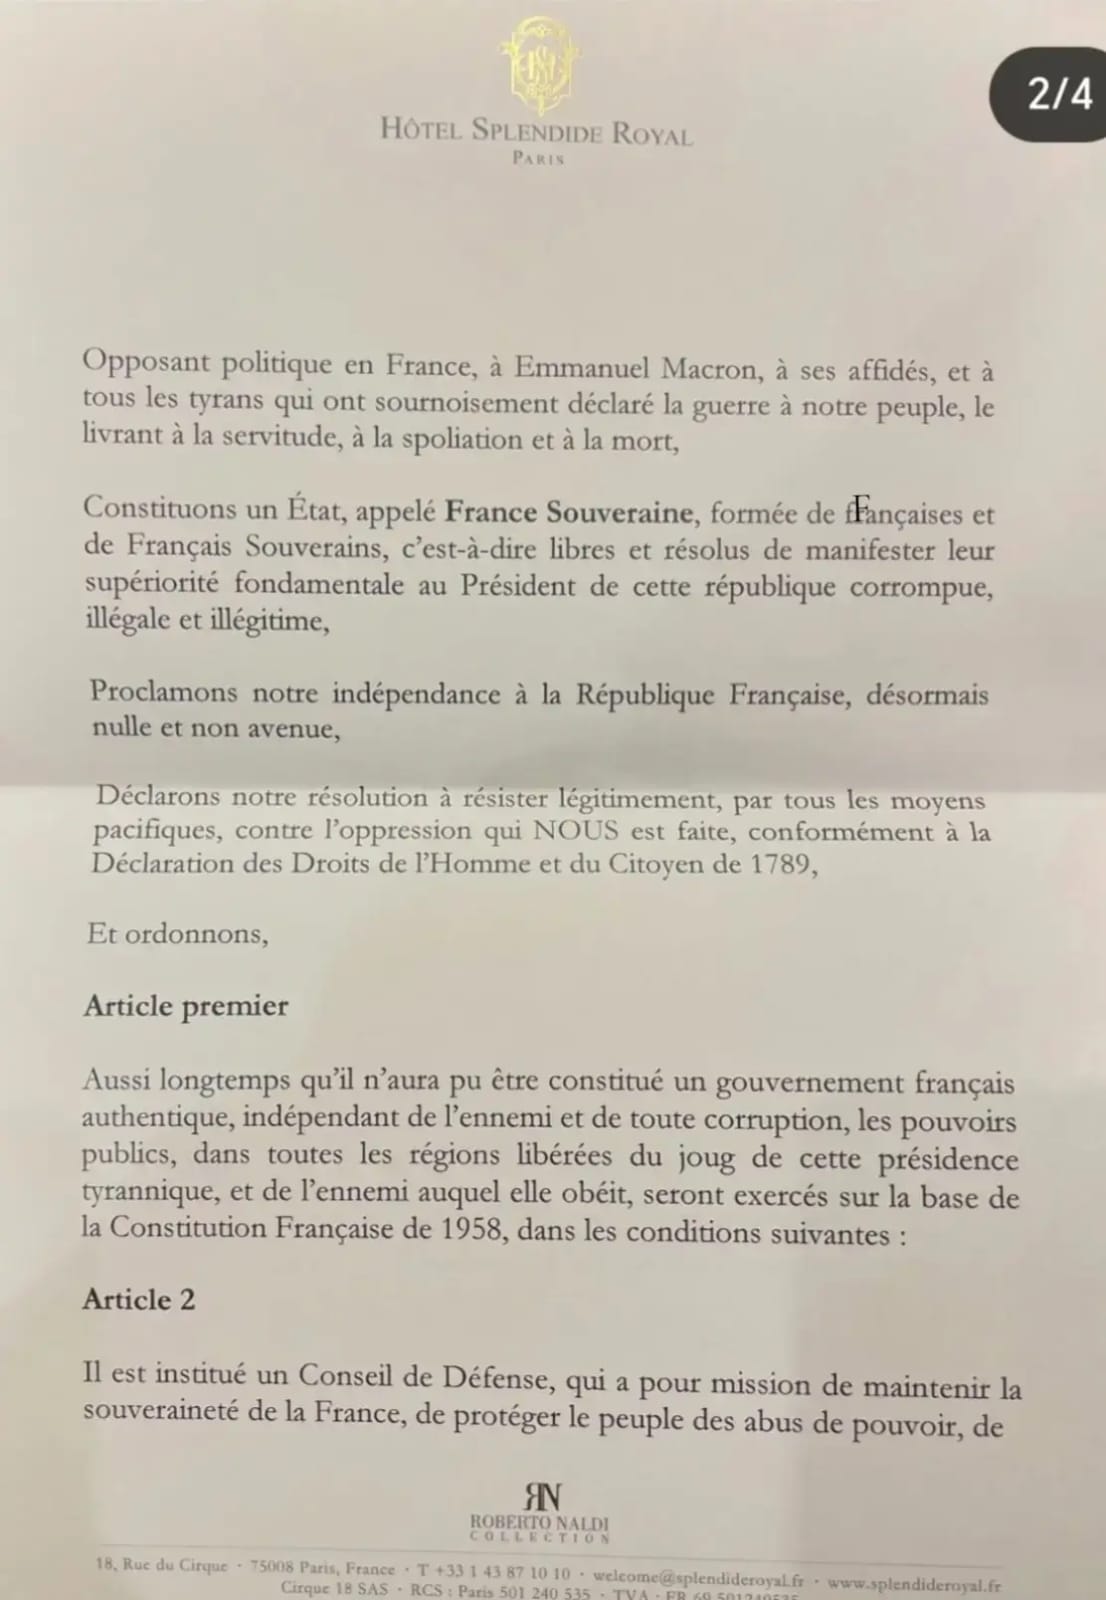 2/4
HÔTEL SPLENDIDE ROYAL
PARIS
Opposant politique en France, à Emmanuel Macron, à ses affidés, et à
tous les tyrans qui ont sournoisement déclaré la guerre à notre peuple, le
livrant à la servitude, à la spoliation et à la mort,
Constituons un État, appelé France Souveraine, formée de fFançaises et
de Français Souverains, c'est-à-dire libres et résolus de manifester leur
supériorité fondamentale au Président de cette république corrompue,
illégale et illégitime,
Proclamons notre indépendance à la République Française, désormais
nulle et non avenue,
Déclarons notre résolution à résister légitimement, par tous les moyens
pacifiques, contre l'oppression qui NOUS est faite, conformément à la
Déclaration des Droits de l'Homme et du Citoyen de 1789,
Et ordonnons,
Article premier
Aussi longtemps qu'il n'aura pu être constitué un gouvernement français
authentique, indépendant de l'ennemi et de toute corruption, les pouvoirs
publics, dans toutes les régions libérées du joug de cette présidence
tyrannique, et de l'ennemi auquel elle obéit, seront exercés sur la base de
la Constitution Française de 1958, dans les conditions suivantes :
Article 2
Il est institué un Conseil de Défense, qui a pour mission de maintenir la
souveraineté de la France, de protéger le peuple des abus de pouvoir, de
RN
ROBERTO NALDI
COLLECTION
18, Rue du Cirque · 75008 Paris, France · T +33 1 43 87 10 10 · welcome@splendideroyal.fr · www.splendideroyal.fr
Cirque 18 SAS · RCS : Paris 501 240 535 · TVA · FR 69 501240535